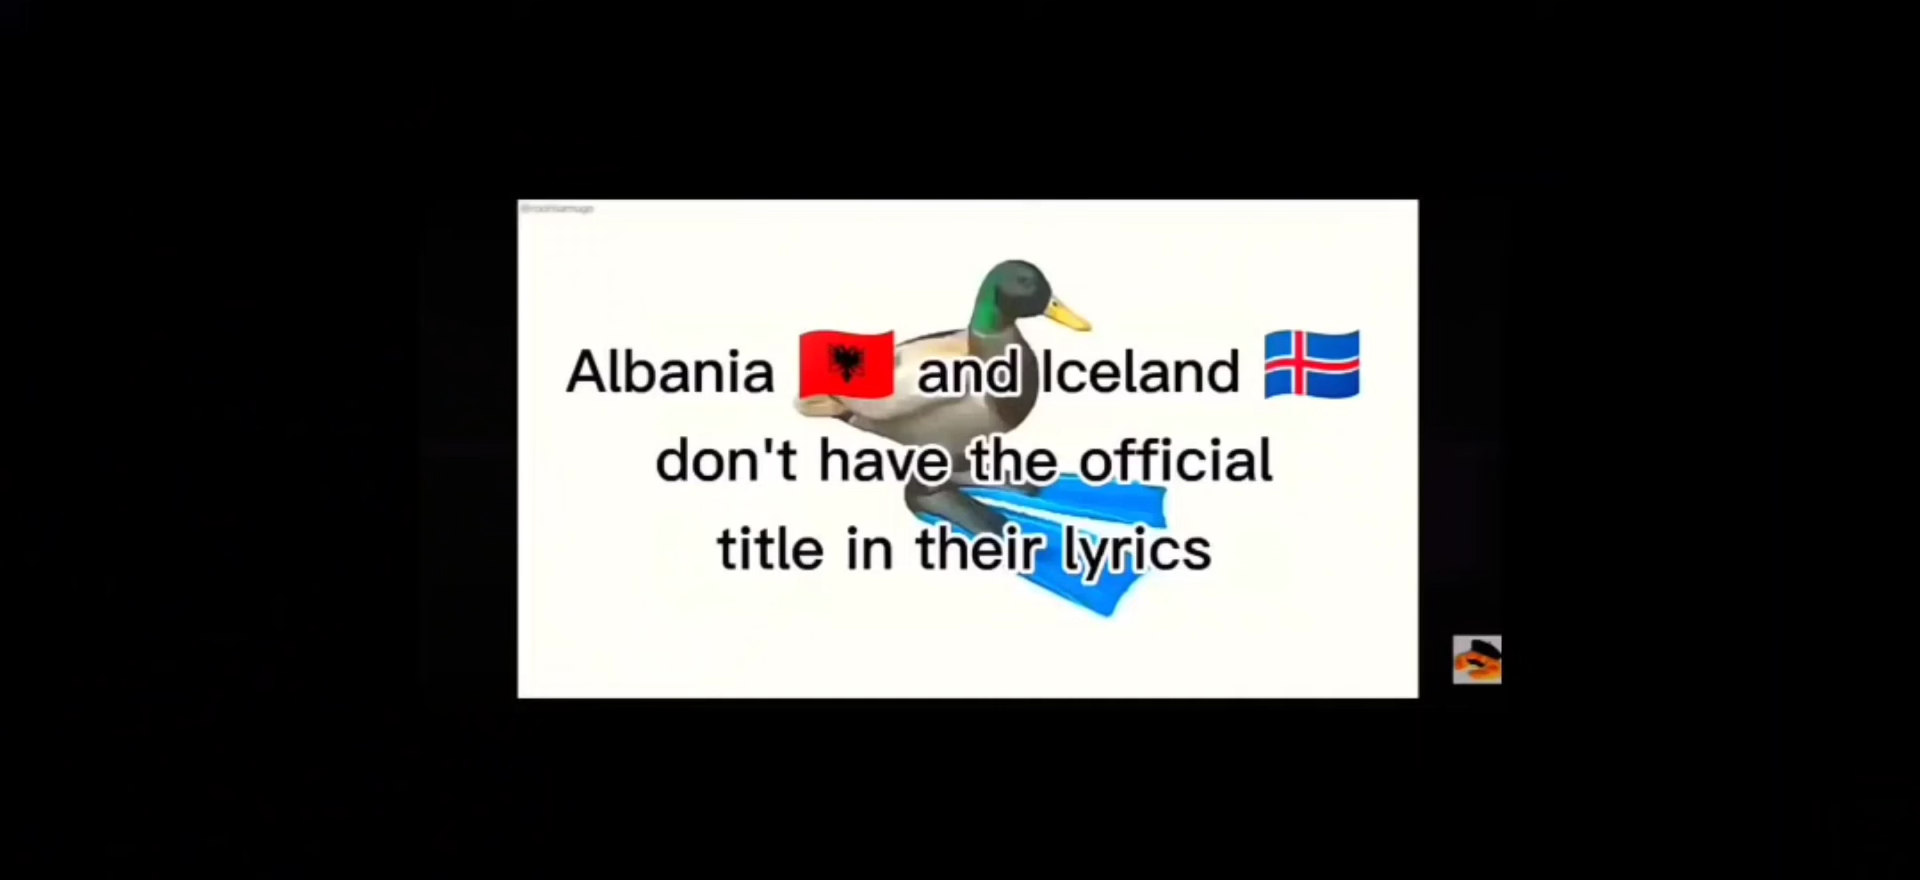 Albania 🇦🇱 and Iceland 🇮🇸
don't have the official
title in their lyrics